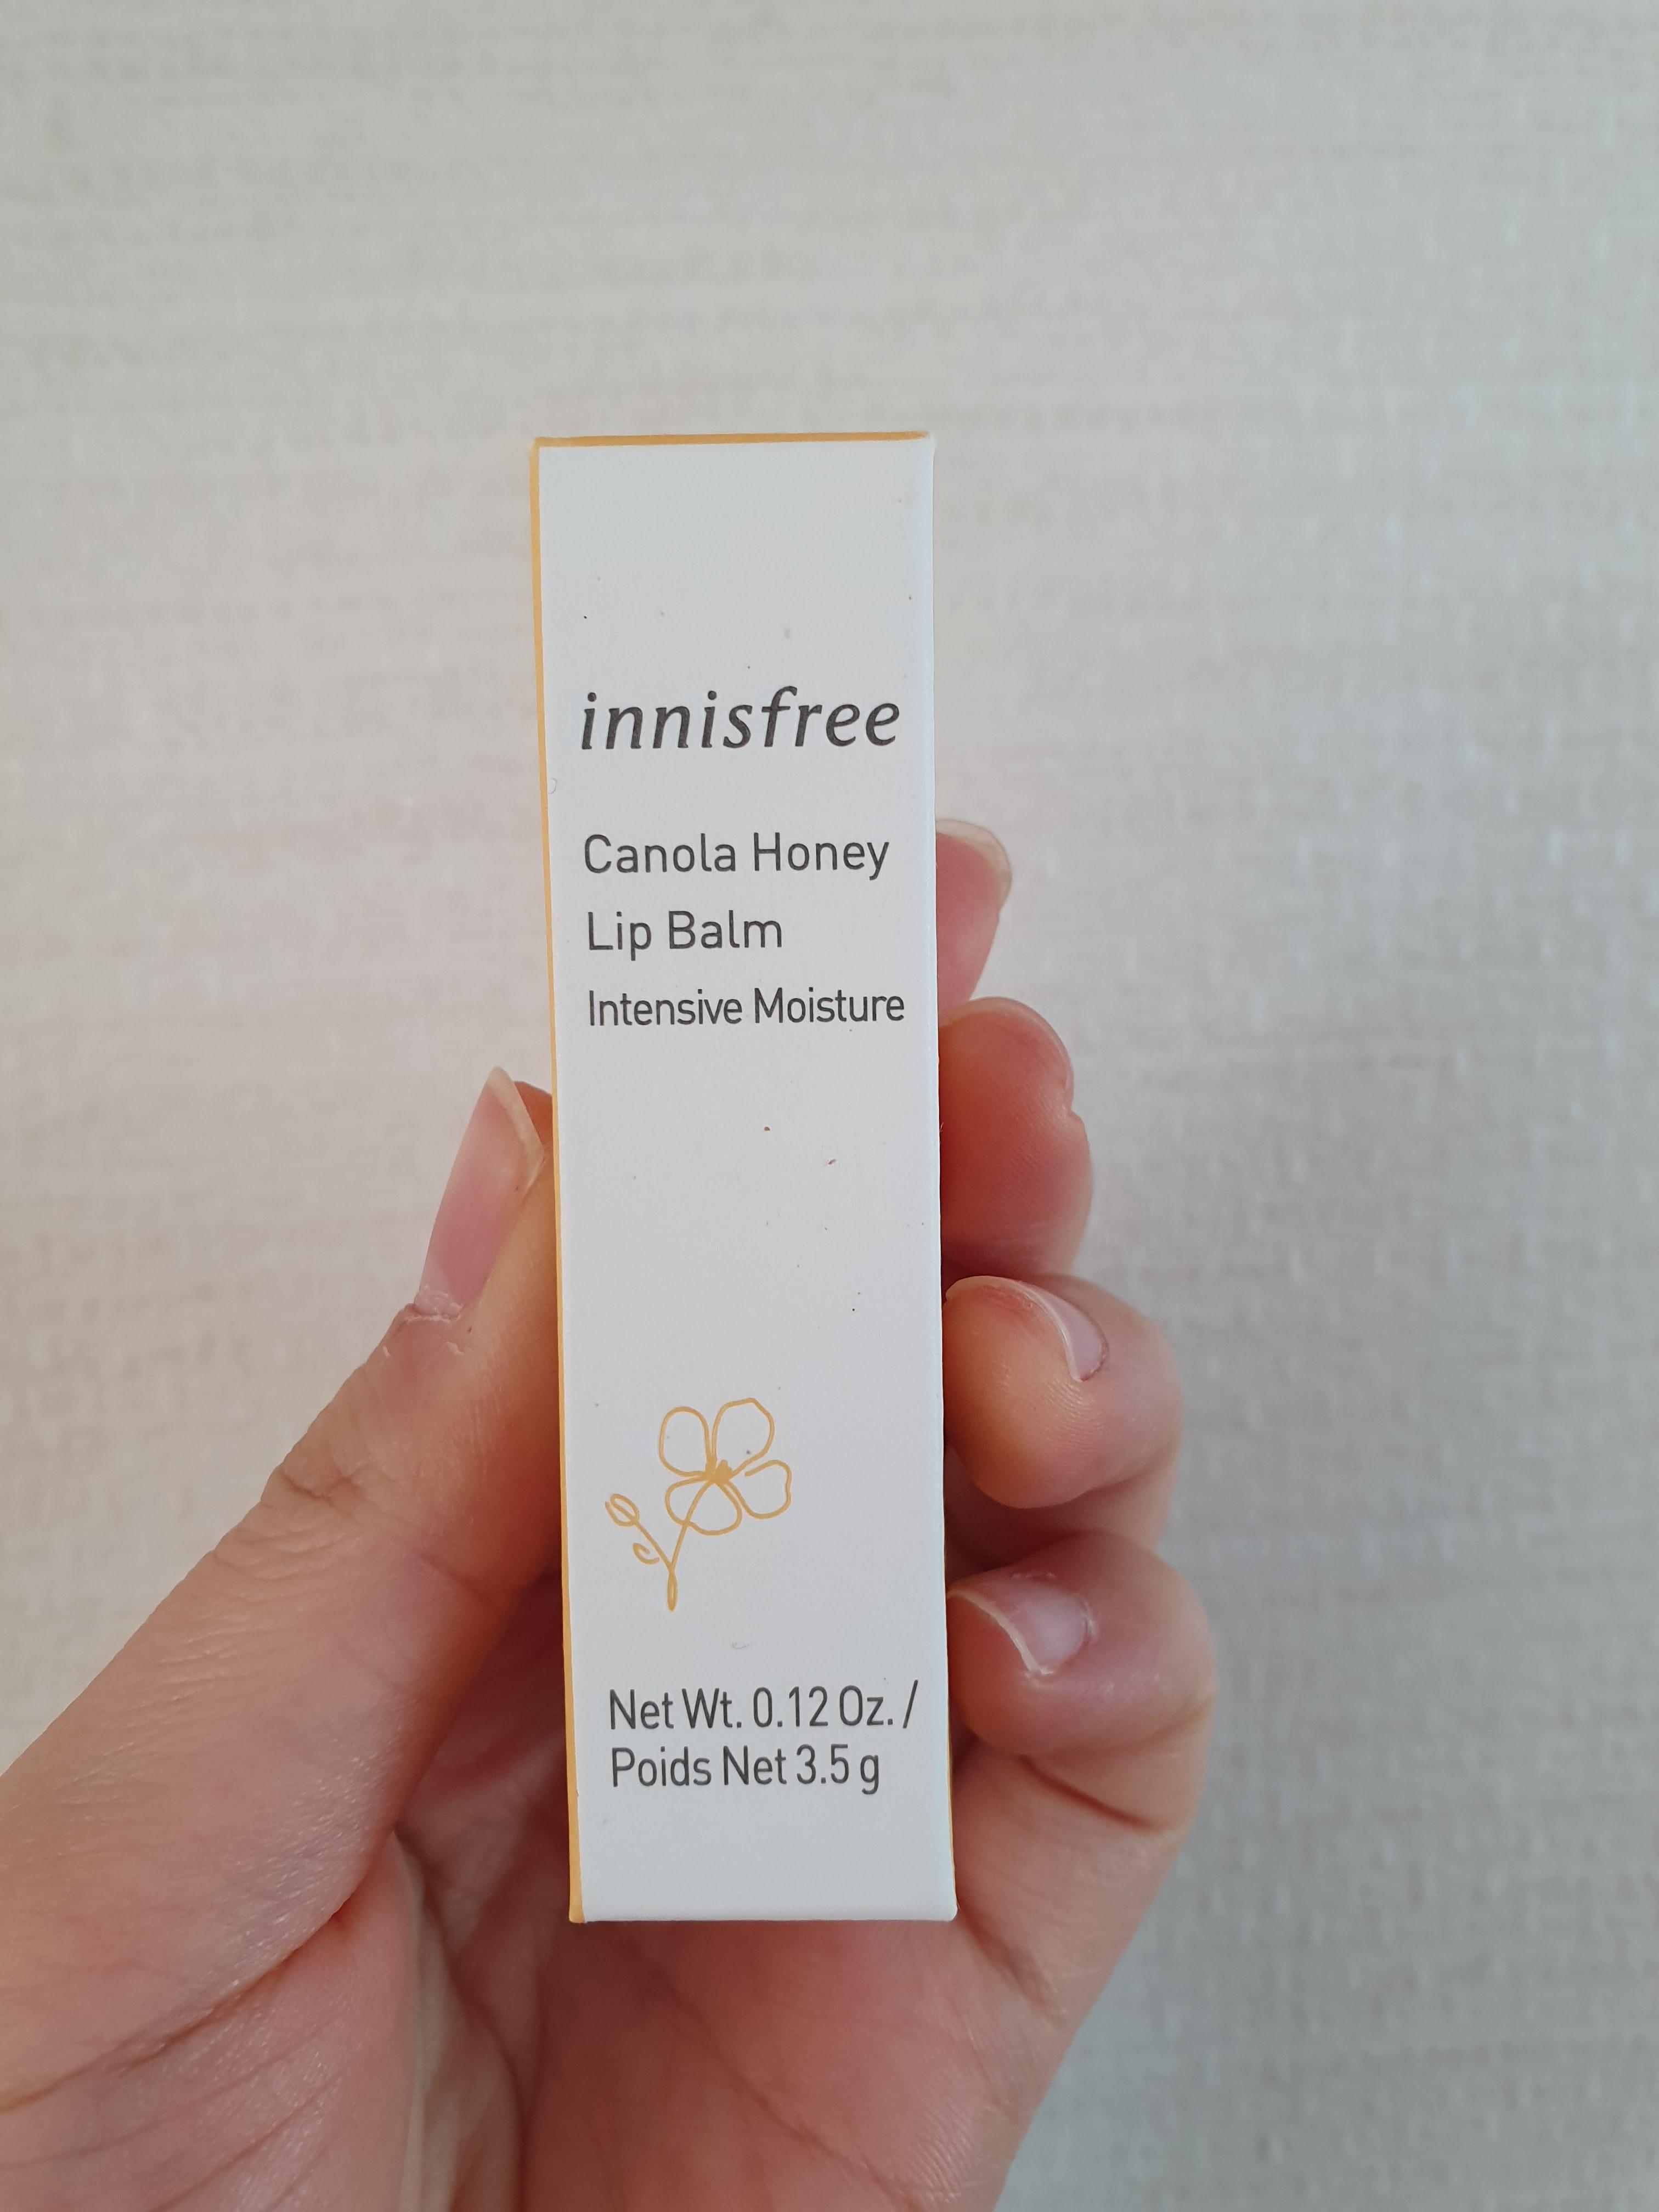 innisfree
Canola Honey
Lip Balm
Intensive Moisture
Net Wt. 0.12 Oz. /
Poids Net 3.5 g